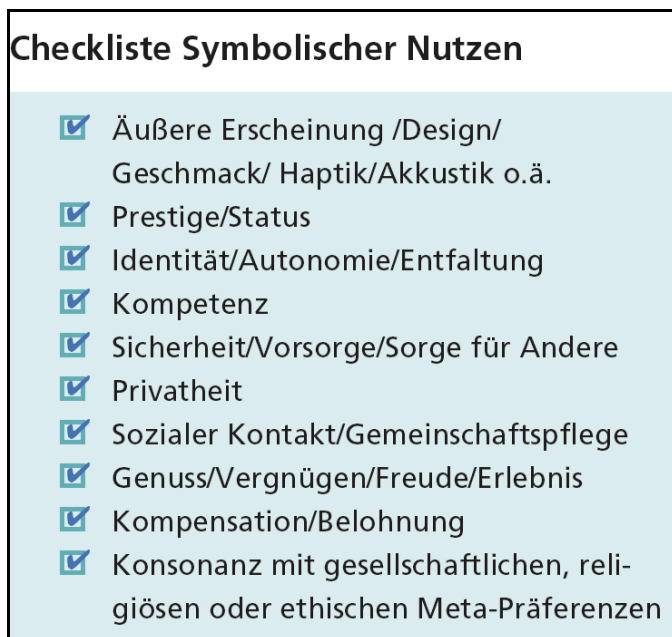 Checkliste Symbolischer Nutzen
Äußere Erscheinung /Design/
Geschmack/ Haptik/Akkustik o.ä.
Prestige/Status
Identität/Autonomie/Entfaltung
Kompetenz
Sicherheit/Vorsorge/Sorge für Andere
Privatheit
Sozialer Kontakt/Gemeinschaftspflege
Genuss/Vergnügen/Freude/Erlebnis
Kompensation/Belohnung
Konsonanz mit gesellschaftlichen, reli-
giösen oder ethischen Meta-Präferenzen